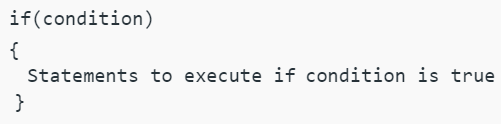 if(condition)
{
Statements to execute if condition is true
}